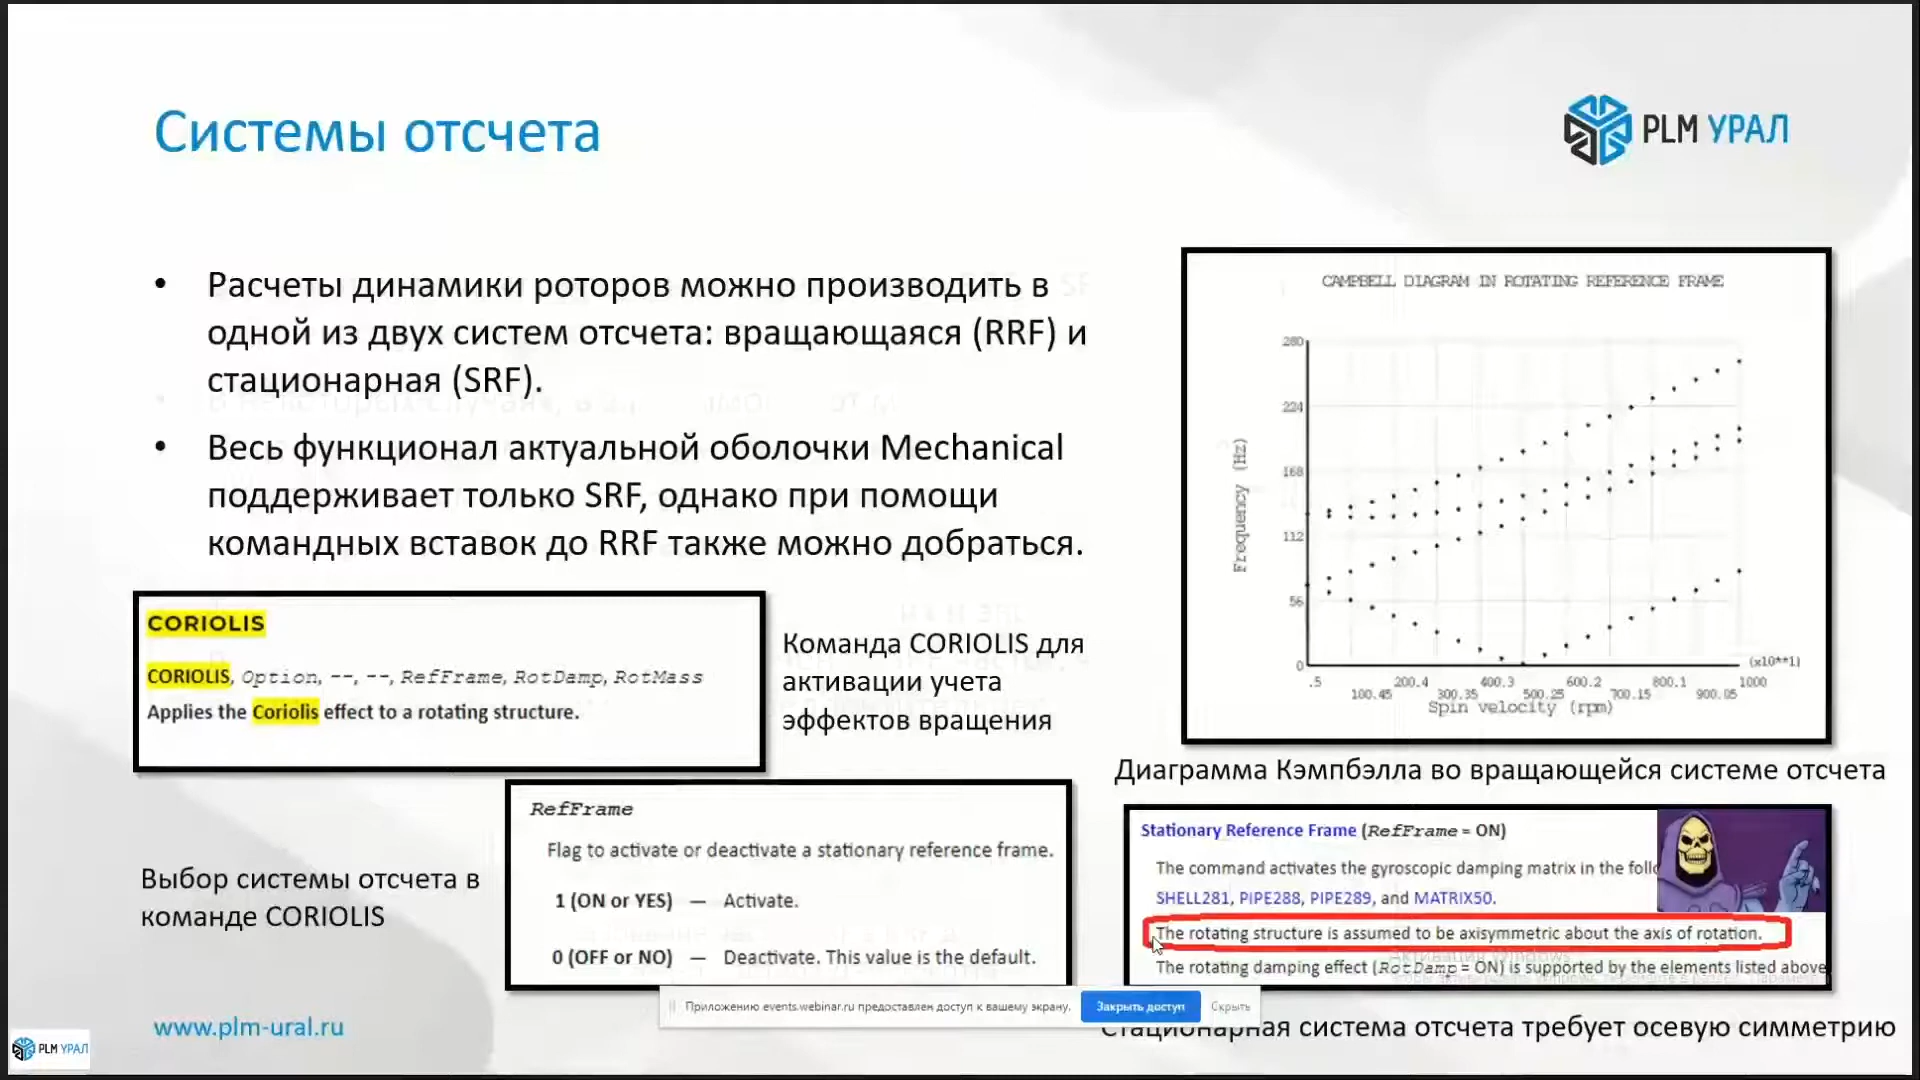 Системы отсчета
PLM УРАЛ
• Расчеты динамики роторов можно производить в
одной из двух систем отсчета: вращающаяся (RRF) и
стационарная (SRF).
• Весь функционал актуальной оболочки Mechanical
поддерживает только SRF, однако при помощи
командных вставок до RRF также можно добраться.
CORIOLIS
CORIOLIS, Option, --, --, RefFrame, RotDamp, RotMass
Applies the Coriolis effect to a rotating structure.
Команда CORIOLIS для
активации учета
эффектов вращения
Выбор системы отсчета в
команде CORIOLIS
RefFrame
Flag to activate or deactivate a stationary reference frame.
1 (ON or YES) — Activate.
0 (OFF or NO) — Deactivate. This value is the default.
CAMPBELL DIAGRAM IN ROTATING REFERENCE FRAME
Frequency (Hz)
280
224
168
112
56
0
(x10**1)
.5 200.4 400.3 600.2 800.1 1000
100.45 300.35 500.25 700.15 900.05
Spin velocity (rpm)
Диаграмма Кэмпбэлла во вращающейся системе отсчета
Stationary Reference Frame (RefFrame = ON)
The command activates the gyroscopic damping matrix in the
SHELL281, PIPE288, PIPE289, and MATRIX50.
The rotating structure is assumed to be axisymmetric about the axis of rotation.
The rotating damping effect (RotDamp = ON) is supported by the elements listed above
Стационарная система отсчета требует осевую симметрию
Приложению events.webinar.ru предоставлен доступ к вашему экрану.
Закрыть доступ
Скрыть
www.plm-ural.ru
PLM УРАЛ